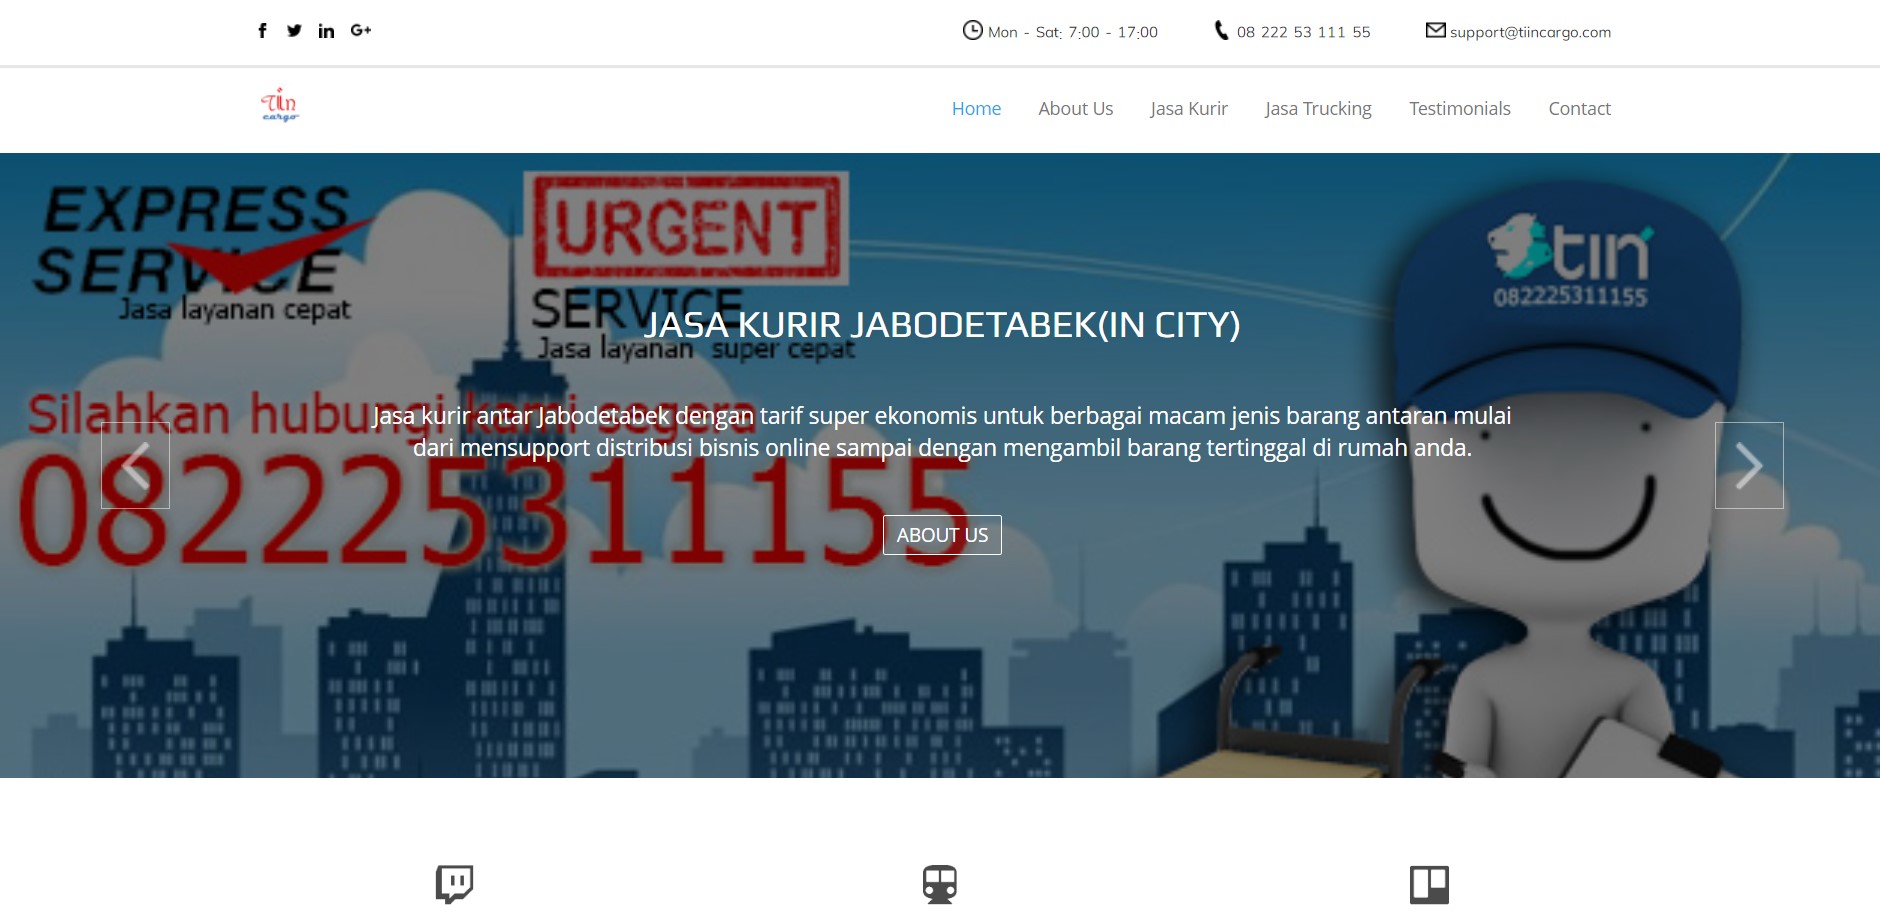 Mon - Sat: 7:00 - 17:00
08 222 53 111 55
support@tiincargo.com
Tiin
cargo
Home
About Us
Jasa Kurir
Jasa Trucking
Testimonials
Contact
EXPRESS
SERVICE
Jasa layanan cepat
URGENT
SERVICE
Jasa layanan super cepat
tin
082225311155
JASA KURIR JABODETABEK(IN CITY)
Silahkan hubungi kami segera
Jasa kurir antar Jabodetabek dengan tarif super ekonomis untuk berbagai macam jenis barang antaran mulai
dari mensupport distribusi bisnis online sampai dengan mengambil barang tertinggal di rumah anda.
082225311155
ABOUT US